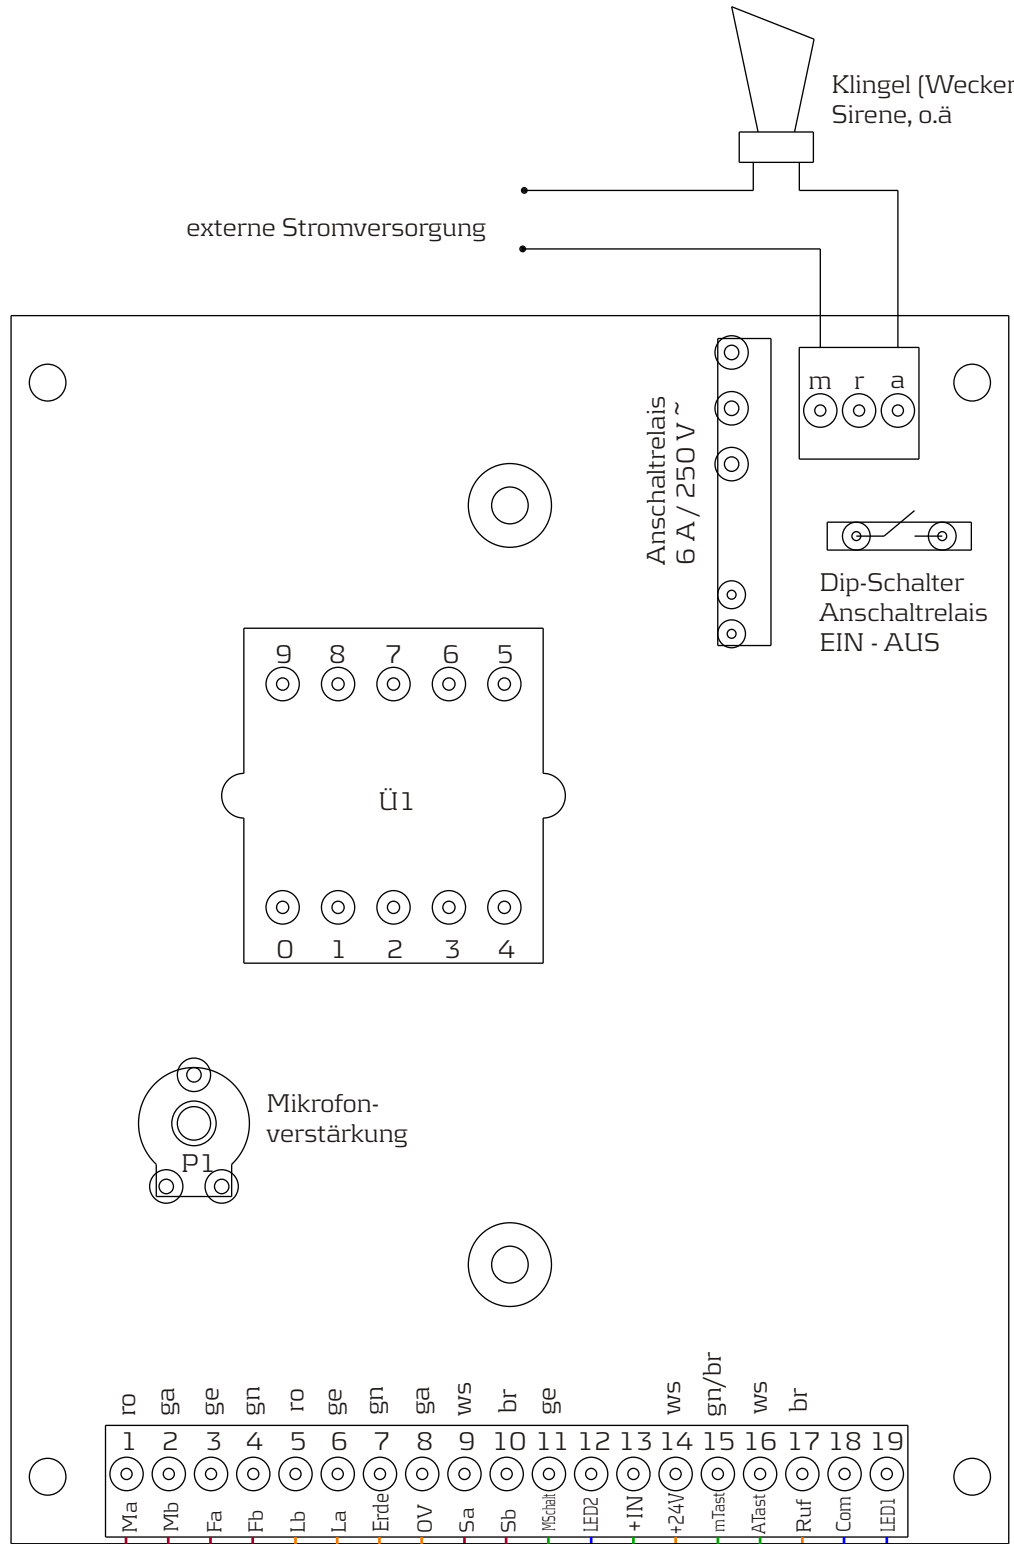 Klingel (Wecker
Sirene, o.ä
externe Stromversorgung
m r a
Anschaltrelais
6 A / 250 V ~
Dip-Schalter
Anschaltrelais
EIN - AUS
9 8 7 6 5
Ü1
0 1 2 3 4
Mikrofon-
verstärkung
P1
ro ga ge gn ro ge gn ga ws br ge ws gn/br ws br
1 2 3 4 5 6 7 8 9 10 11 12 13 14 15 16 17 18 19
Ma Mb Fa Fb Lb La Erde 0V Sa Sb MSchalt LED2 +IN +24V mTast ATast Ruf Com LED1